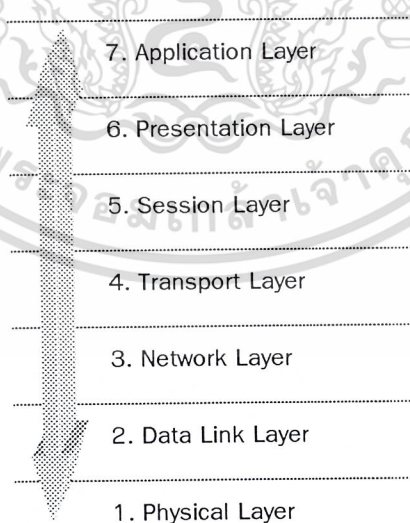 7. Application Layer
6. Presentation Layer
5. Session Layer
4. Transport Layer
3. Network Layer
2. Data Link Layer
1. Physical Layer